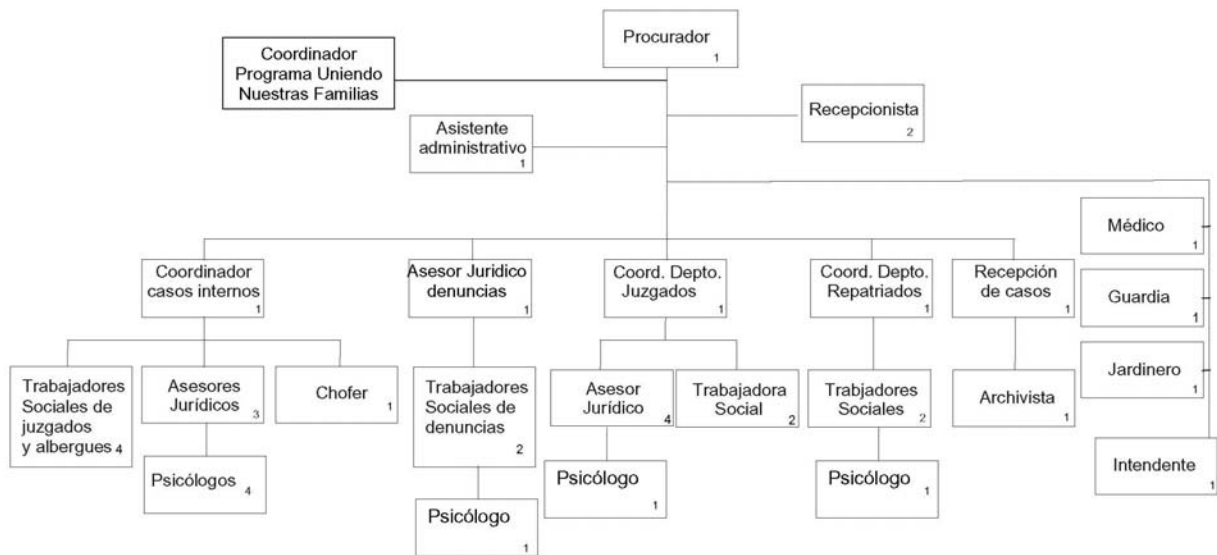 Procurador
1
Coordinador
Programa Uniendo
Nuestras Familias
Recepcionista
2
Asistente
administrativo
1
Médico
1
Guardia
1
Jardinero
1
Intendente
1
Coordinador
casos internos
1
Asesor Juridico
denuncias
1
Coord. Depto.
Juzgados
1
Coord. Depto.
Repatriados
1
Recepción
de casos
1
Trabajadores
Sociales de
juzgados
y albergues 4
Asesores
Jurídicos
3
Chofer
1
Trabajadores
Sociales de
denuncias
2
Asesor
Jurídico
4
Trabajadora
Social
2
Trabjadores
Sociales
2
Archivista
1
Psicólogos
4
Psicólogo
1
Psicólogo
1
Psicólogo
1